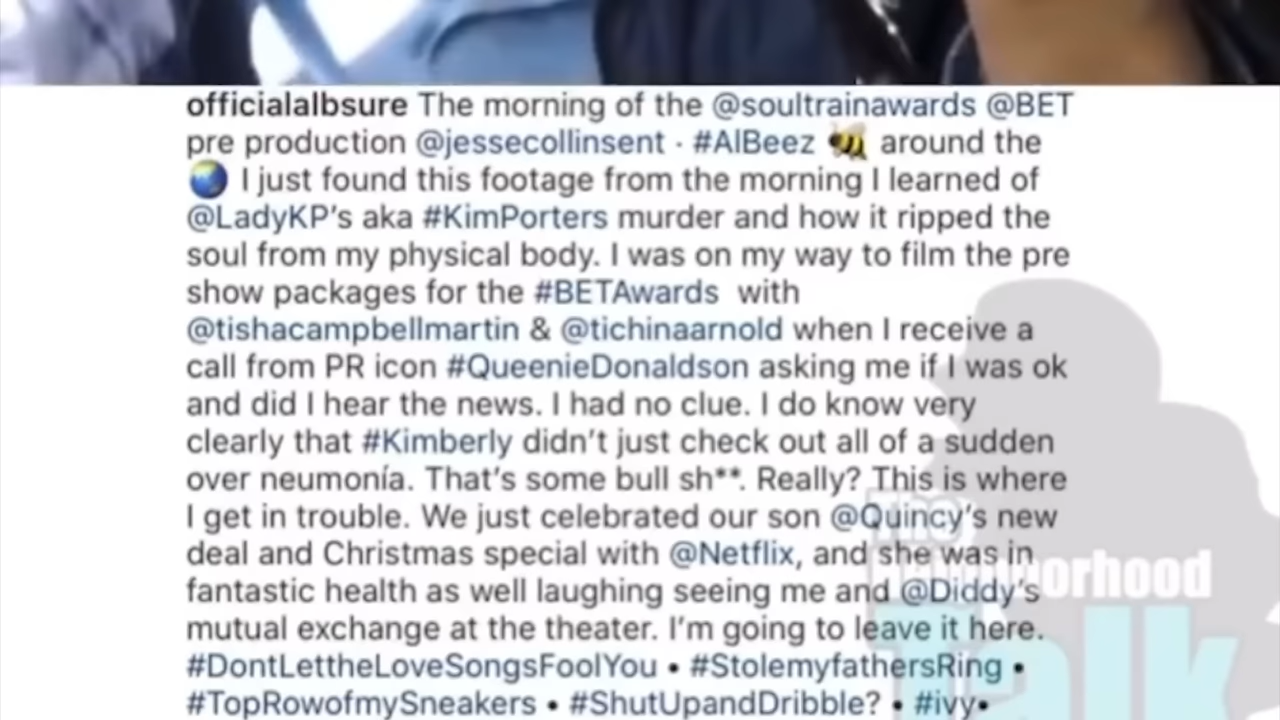 officialalbsure The morning of the @soultrainawards @BET
pre production @jessecollinsent · #AlBeez 🐝 around the
🌏 I just found this footage from the morning I learned of
@LadyKP's aka #KimPorters murder and how it ripped the
soul from my physical body. I was on my way to film the pre
show packages for the #BETAwards with
@tishacampbellmartin & @tichinaarnold when I receive a
call from PR icon #QueenieDonaldson asking me if I was ok
and did I hear the news. I had no clue. I do know very
clearly that #Kimberly didn't just check out all of a sudden
over neumonía. That's some bull sh**. Really? This is where
I get in trouble. We just celebrated our son @Quincy's new
deal and Christmas special with @Netflix, and she was in
fantastic health as well laughing seeing me and @Diddy's
mutual exchange at the theater. I'm going to leave it here.
#DontLettheLoveSongsFoolYou • #StolemyfathersRing •
#TopRowofmySneakers • #ShutUpandDribble? • #ivy•
The
Neighborhood
Talk